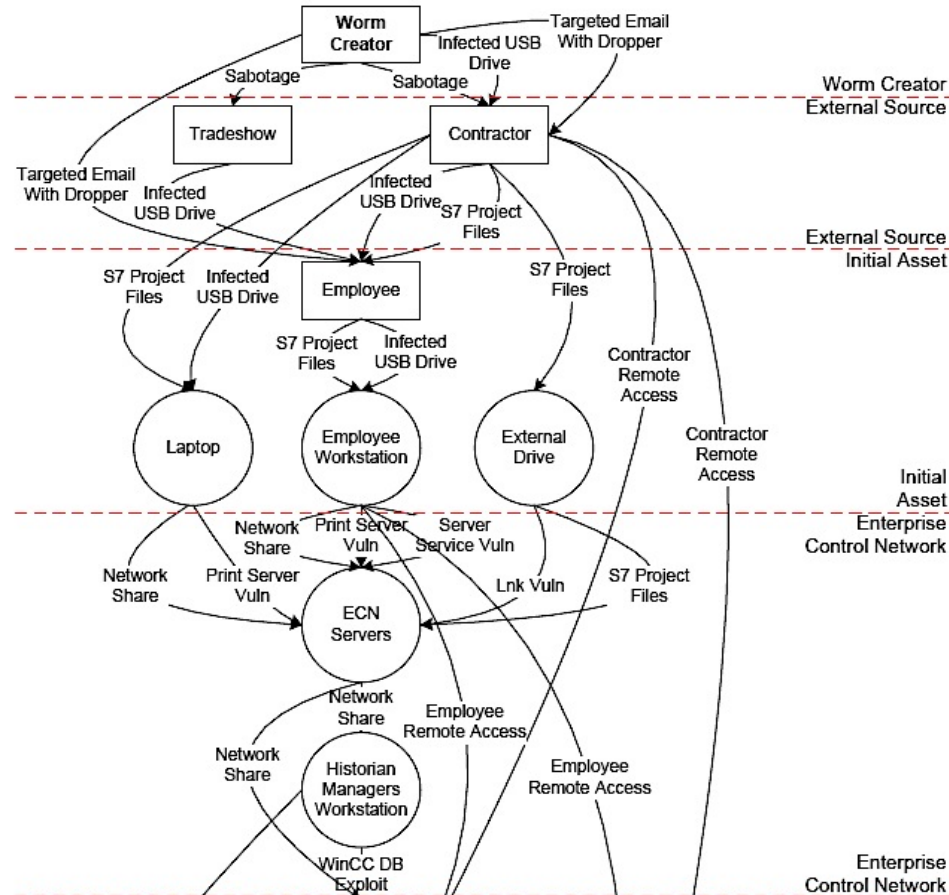 Worm
Creator
Targeted Email
With Dropper
Infected USB
Drive
Sabotage
Sabotage
Worm Creator
External Source
Tradeshow
Contractor
Targeted Email
With Dropper
Infected
USB Drive
Infected
USB Drive
S7 Project
Files
External Source
Initial Asset
S7 Project
Files
Infected
USB Drive
Employee
S7 Project
Files
S7 Project
Files
Infected
USB Drive
Contractor
Remote
Access
Contractor
Remote
Access
Laptop
Employee
Workstation
External
Drive
Initial
Asset
Enterprise
Control Network
Network
Share
Print Server
Vuln
Server
Service Vuln
Network
Share
Print Server
Vuln
Lnk Vuln
S7 Project
Files
ECN
Servers
Network
Share
Network
Share
Employee
Remote Access
Employee
Remote Access
Historian
Managers
Workstation
WinCC DB
Exploit
Enterprise
Control Network